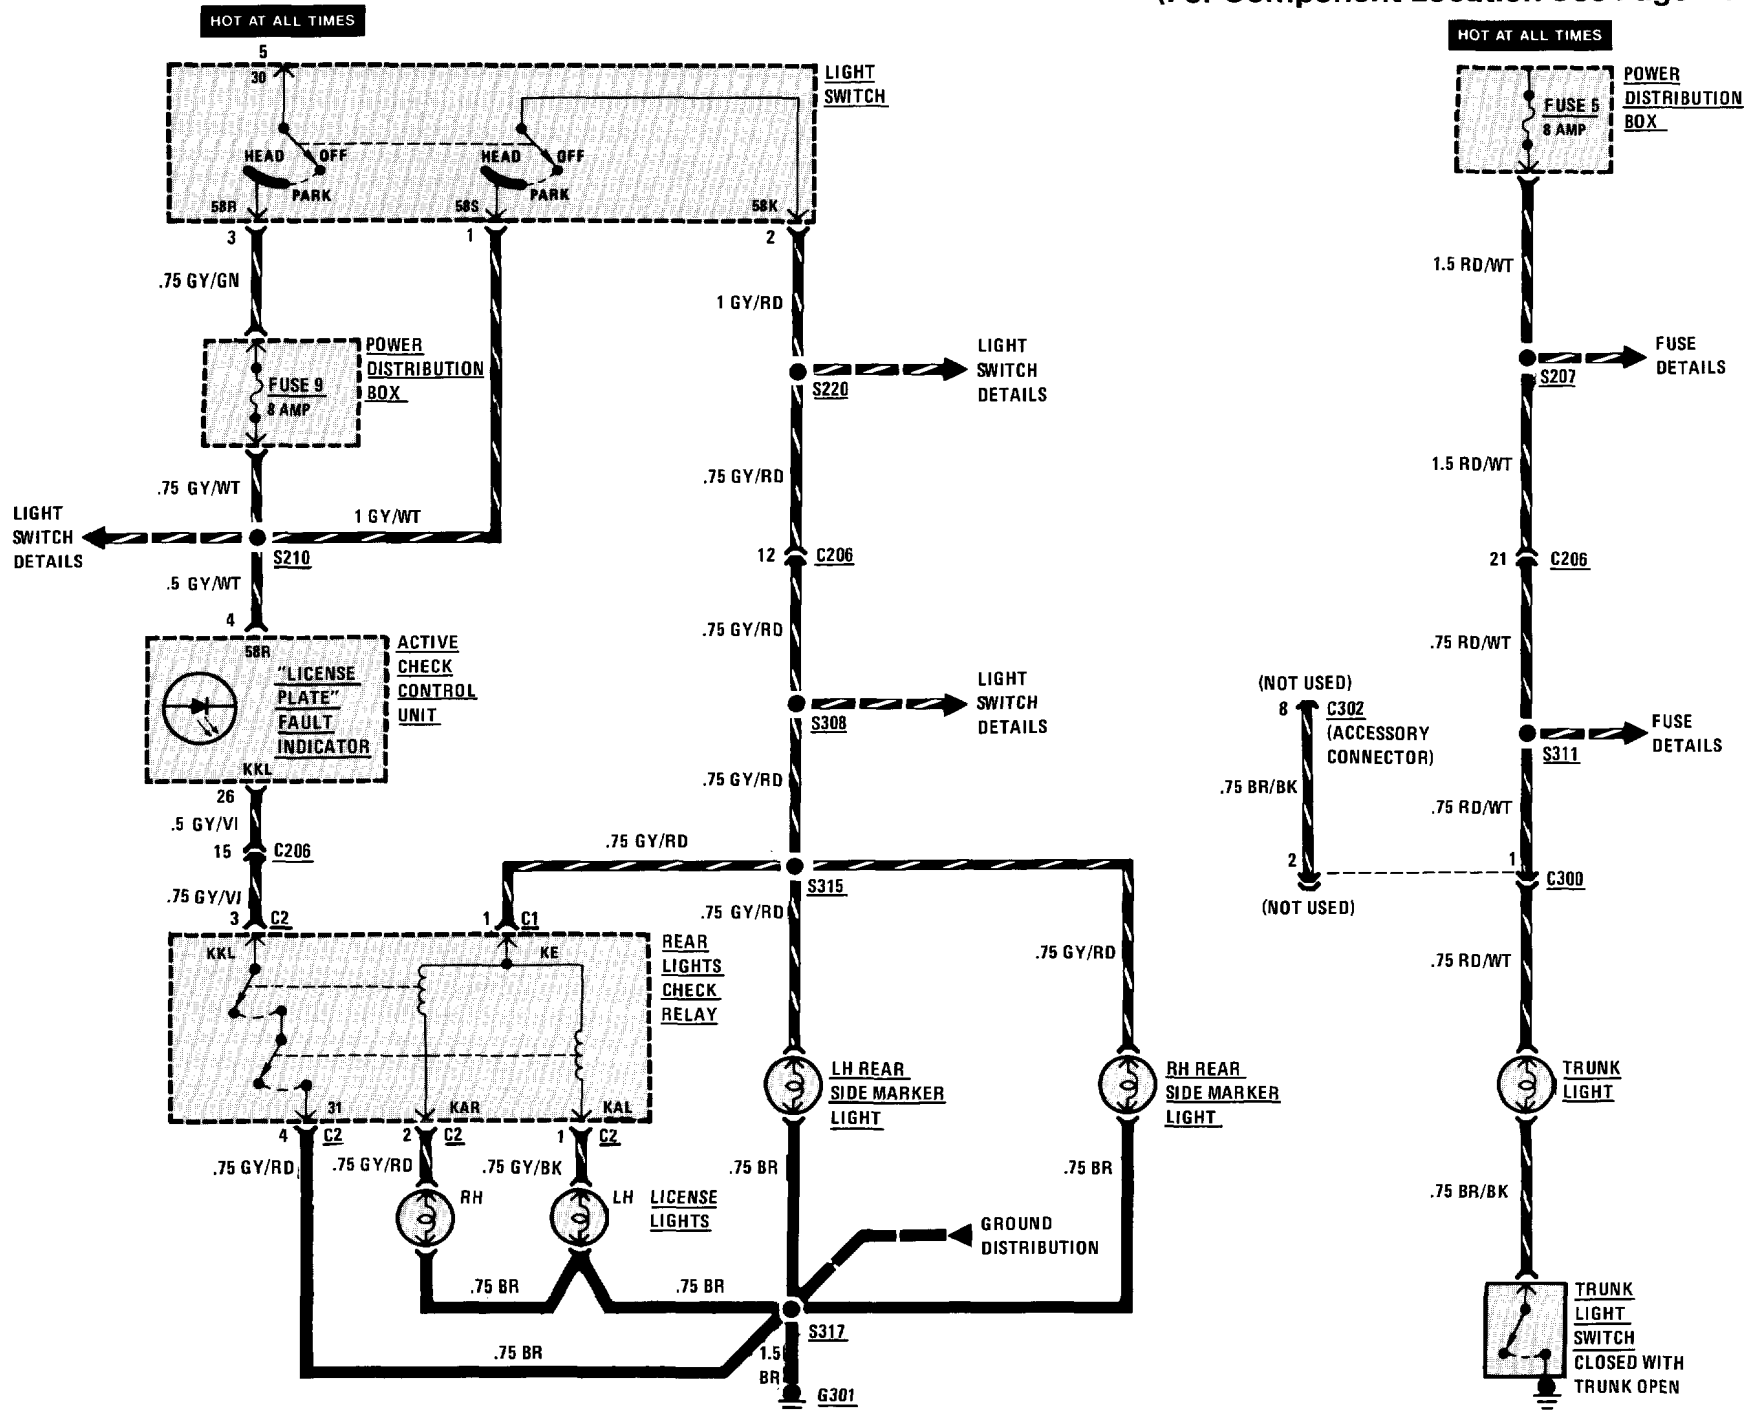 HOT AT ALL TIMES
5
30
LIGHT
SWITCH
HEAD
OFF
PARK
HEAD
OFF
PARK
58R
58S
58K
3
1
2
.75 GY/GN
1 GY/RD
POWER
DISTRIBUTION
BOX
FUSE 9
8 AMP
LIGHT
SWITCH
DETAILS
S220
.75 GY/WT
1 GY/WT
.75 GY/RD
LIGHT
SWITCH
DETAILS
S210
.5 GY/WT
12
C206
4
58R
"LICENSE
PLATE"
FAULT
INDICATOR
ACTIVE
CHECK
CONTROL
UNIT
KKL
.75 GY/RD
LIGHT
SWITCH
DETAILS
S308
26
.5 GY/VI
15
C206
.75 GY/VI
3
C2
.75 GY/RD
.75 GY/RD
S315
1
C1
.75 GY/RD
.75 GY/RD
KKL
KE
REAR
LIGHTS
CHECK
RELAY
31
KAR
KAL
4
C2
2
C2
1
C2
.75 GY/RD
.75 GY/RD
.75 GY/BK
RH
LH
LICENSE
LIGHTS
LH REAR
SIDE MARKER
LIGHT
RH REAR
SIDE MARKER
LIGHT
.75 BR
.75 BR
GROUND
DISTRIBUTION
.75 BR
.75 BR
S317
.75 BR
1.5
BR
G301
HOT AT ALL TIMES
POWER
DISTRIBUTION
BOX
FUSE 5
8 AMP
1.5 RD/WT
FUSE
DETAILS
S207
1.5 RD/WT
21
C206
.75 RD/WT
(NOT USED)
8
C302
(ACCESSORY
CONNECTOR)
.75 BR/BK
2
(NOT USED)
FUSE
DETAILS
S311
.75 RD/WT
1
C300
.75 RD/WT
TRUNK
LIGHT
.75 BR/BK
TRUNK
LIGHT
SWITCH
CLOSED WITH
TRUNK OPEN